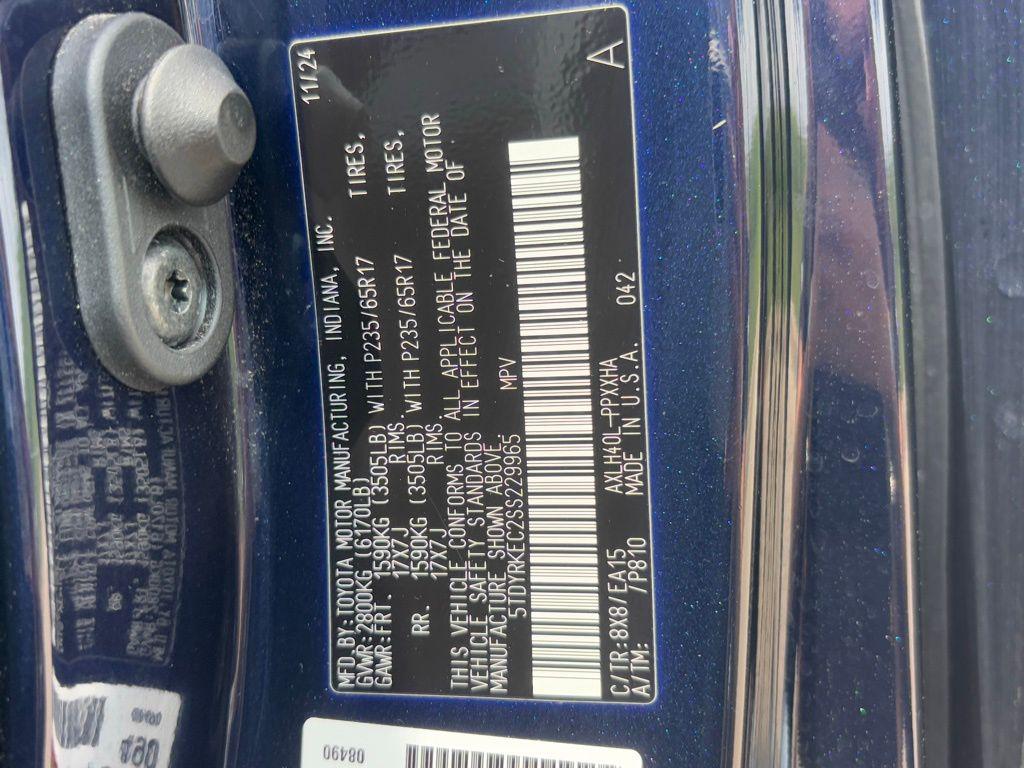 MFD BY:TOYOTA MOTOR MANUFACTURING, INDIANA, INC. 11/24
GVWR:2800KG (6170LB)
GAWR:FRT. 1590KG (3505LB) WITH P235/65R17 TIRES,
17X7J RIMS.
RR. 1590KG (3505LB) WITH P235/65R17 TIRES,
17X7J RIMS
THIS VEHICLE CONFORMS TO ALL APPLICABLE FEDERAL MOTOR
VEHICLE SAFETY STANDARDS IN EFFECT ON THE DATE OF
MANUFACTURE SHOWN ABOVE.
5TDYRKEC2SS229965 MPV
C/TR:8X8/EA15 AXLH40L-PPXXHA
A/TM: /P810 MADE IN U.S.A. 042
A
08490